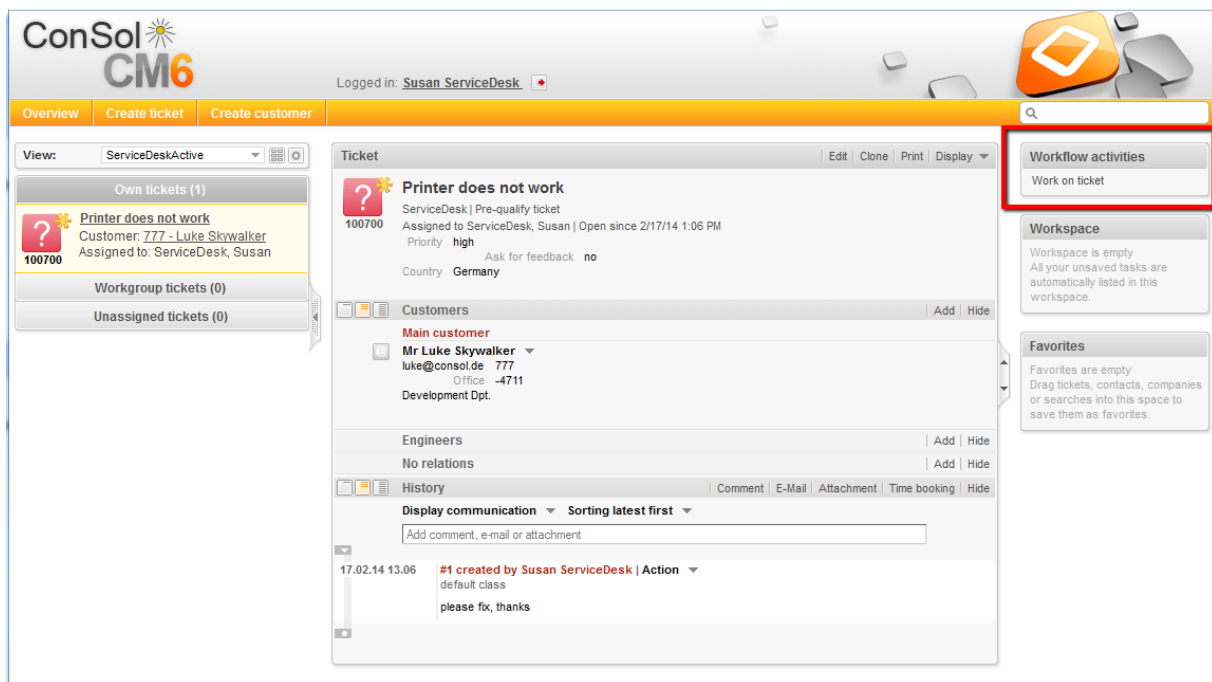 ConSol
CM6
Logged in: Susan ServiceDesk
Overview Create ticket Create customer
View: ServiceDeskActive
Own tickets (1)
Printer does not work
Customer: 777 - Luke Skywalker
Assigned to: ServiceDesk, Susan
100700
Workgroup tickets (0)
Unassigned tickets (0)
Ticket Edit Clone Print Display
Printer does not work
100700
ServiceDesk | Pre-qualify ticket
Assigned to ServiceDesk, Susan | Open since 2/17/14 1:06 PM
Priority high
Ask for feedback no
Country Germany
Customers Add Hide
Main customer
Mr Luke Skywalker
luke@consol.de 777
Office -4711
Development Dpt.
Engineers Add Hide
No relations Add Hide
History Comment E-Mail Attachment Time booking Hide
Display communication Sorting latest first
Add comment, e-mail or attachment
17.02.14 13.06 #1 created by Susan ServiceDesk | Action
default class
please fix, thanks
Workflow activities
Work on ticket
Workspace
Workspace is empty
All your unsaved tasks are
automatically listed in this
workspace.
Favorites
Favorites are empty
Drag tickets, contacts, companies
or searches into this space to
save them as favorites.